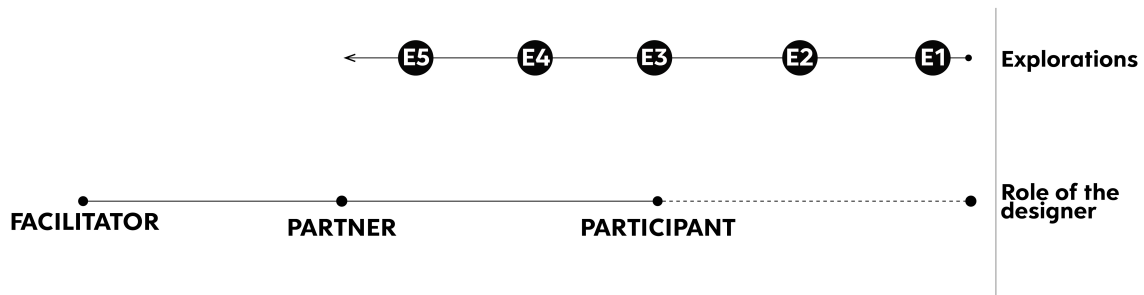 E5 E4 E3 E2 E1 Explorations
Role of the
designer
FACILITATOR PARTNER PARTICIPANT